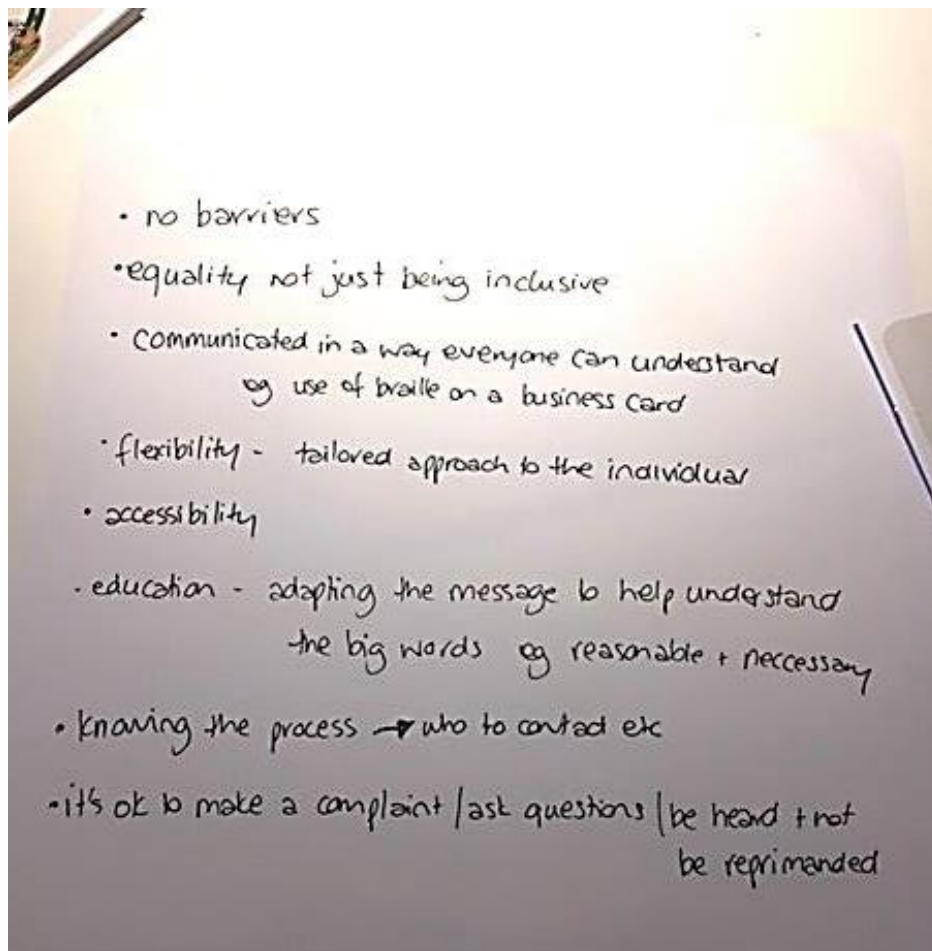 • no barriers
• equality not just being inclusive
• communicated in a way everyone can understand
eg use of braille on a business card
• flexibility - tailored approach to the individual
• accessibility
• education - adapting the message to help understand
the big words eg reasonable + neccessary
• knowing the process → who to contact etc
• it's ok to make a complaint / ask questions / be heard + not
be reprimanded